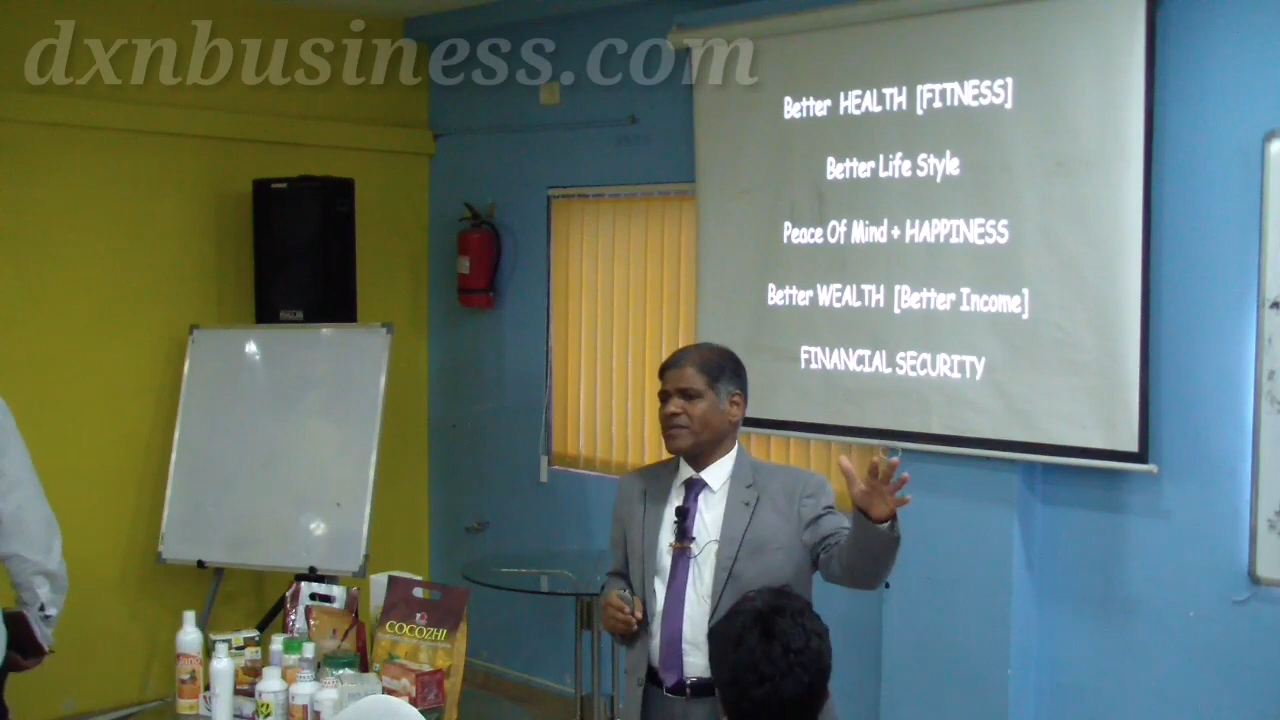 dxnbusiness.com
Better HEALTH [FITNESS]
Better Life Style
Peace Of Mind + HAPPINESS
Better WEALTH [Better Income]
FINANCIAL SECURITY
COCOZHI